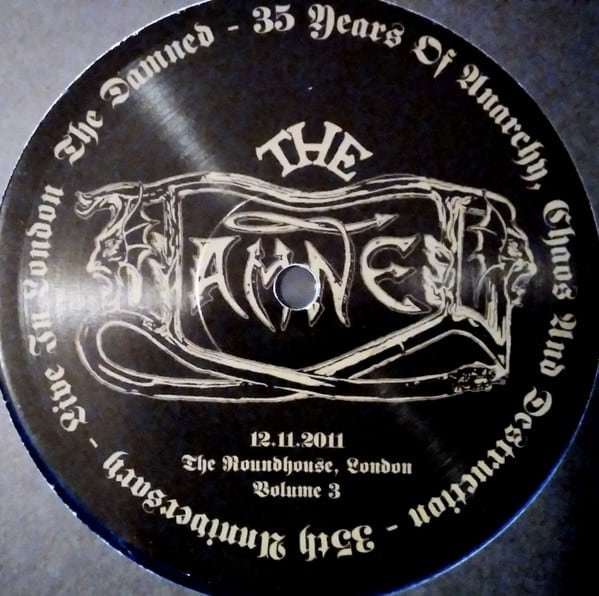 The Damned - 35 Years Of Anarchy, Chaos And Destruction - 35th Anniversary - Live In London
THE
DAMNED
12.11.2011
The Roundhouse, London
Volume 3